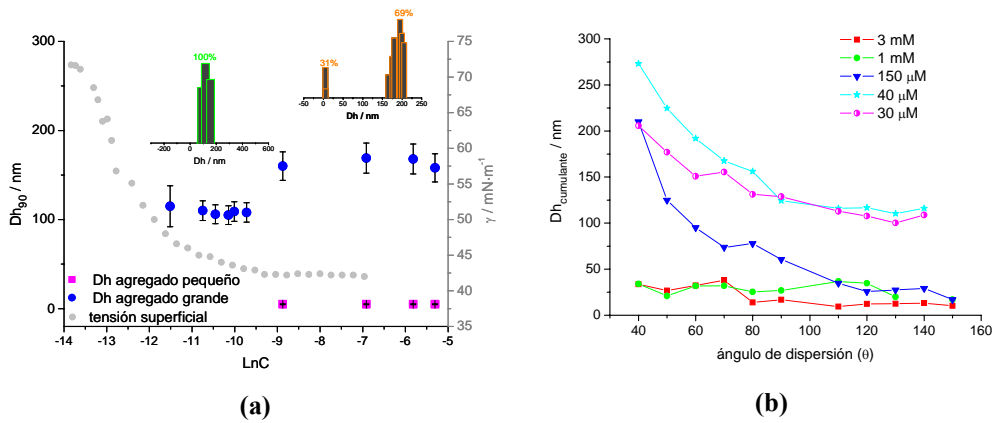 100%
-200 0 200 400 600
Dh / nm
31%
69%
-50 0 50 100 150 200 250
Dh / nm
300
200
100
0
Dh90 / nm
75
70
65
60
55
50
45
40
35
γ / mN·m-1
Dh agregado pequeño
Dh agregado grande
tensión superficial
-14 -13 -12 -11 -10 -9 -8 -7 -6 -5
LnC
(a)
3 mM
1 mM
150 μM
40 μM
30 μM
300
250
200
150
100
50
0
Dhcumulante / nm
40 60 80 100 120 140 160
ángulo de dispersión (θ)
(b)